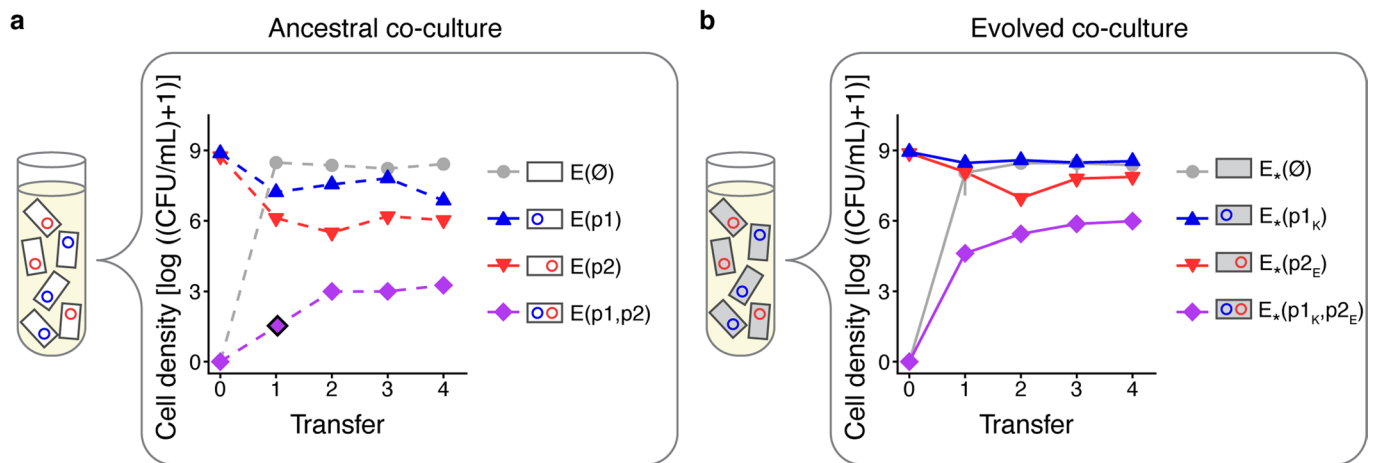 a
Ancestral co-culture
Cell density [log ((CFU/mL)+1)]
9
6
3
0
0 1 2 3 4
Transfer
E(Ø)
E(p1)
E(p2)
E(p1,p2)
b
Evolved co-culture
Cell density [log ((CFU/mL)+1)]
9
6
3
0
0 1 2 3 4
Transfer
E*(Ø)
E*(p1K)
E*(p2E)
E*(p1K,p2E)